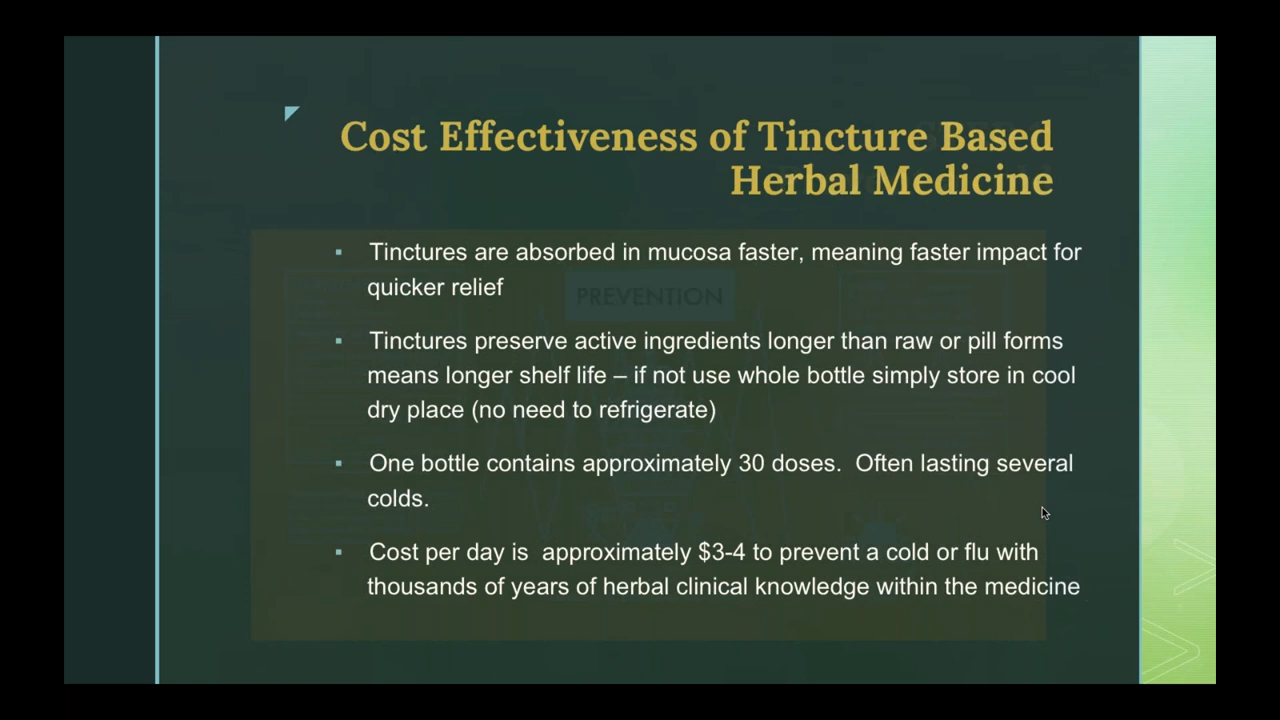 Cost Effectiveness of Tincture Based
Herbal Medicine
▪ Tinctures are absorbed in mucosa faster, meaning faster impact for
quicker relief
PREVENTION
▪ Tinctures preserve active ingredients longer than raw or pill forms
means longer shelf life – if not use whole bottle simply store in cool
dry place (no need to refrigerate)
▪ One bottle contains approximately 30 doses.  Often lasting several
colds.
▪ Cost per day is  approximately $3-4 to prevent a cold or flu with
thousands of years of herbal clinical knowledge within the medicine